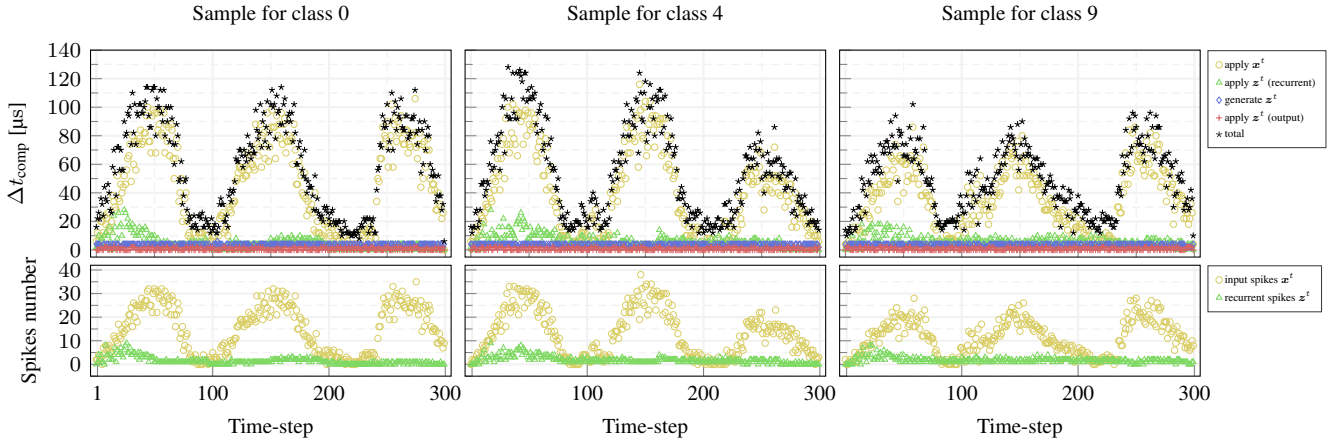 Sample for class 0
Sample for class 4
Sample for class 9
140
120
100
80
60
40
20
0
Δt_comp [µs]
apply x^t
apply z^t (recurrent)
generate z^t
apply z^t (output)
total
40
30
20
10
0
Spikes number
input spikes x^t
recurrent spikes z^t
1 100 200 300
100 200 300
100 200 300
Time-step
Time-step
Time-step